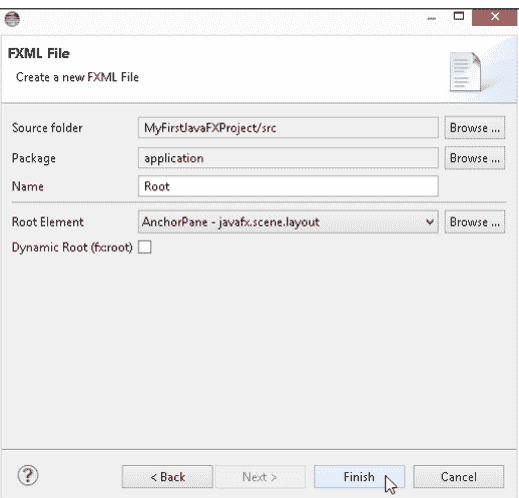 FXML File
Create a new FXML File
Source folder MyFirstJavaFXProject/src Browse ...
Package application Browse ...
Name Root
Root Element AnchorPane - javafx.scene.layout Browse ...
Dynamic Root (fx:root)
? < Back Next > Finish Cancel